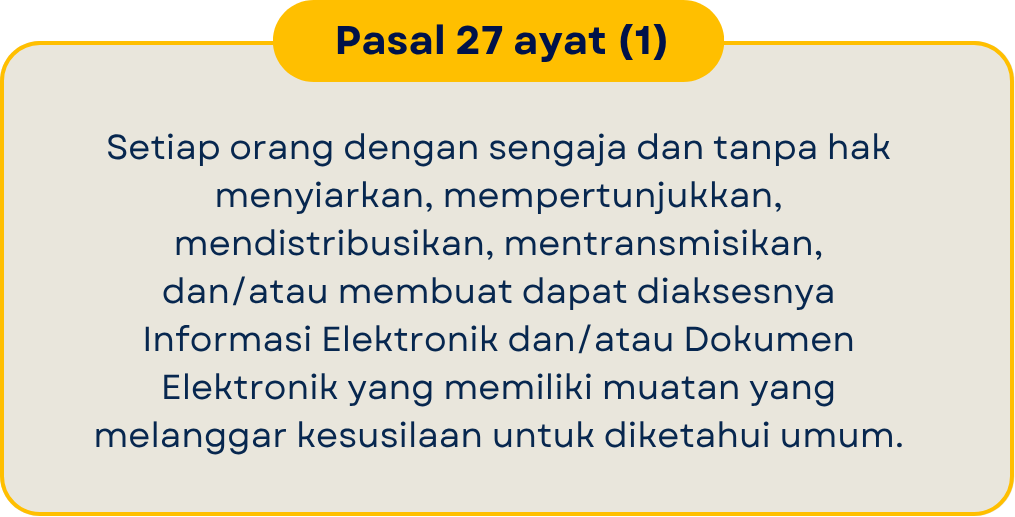 Pasal 27 ayat (1)
Setiap orang dengan sengaja dan tanpa hak
menyiarkan, mempertunjukkan,
mendistribusikan, mentransmisikan,
dan/atau membuat dapat diaksesnya
Informasi Elektronik dan/atau Dokumen
Elektronik yang memiliki muatan yang
melanggar kesusilaan untuk diketahui umum.